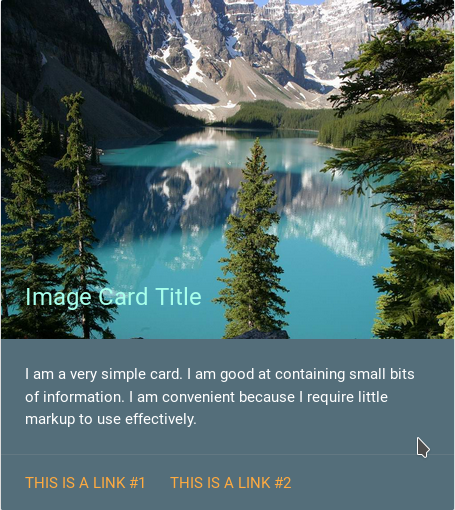 Image Card Title
I am a very simple card. I am good at containing small bits
of information. I am convenient because I require little
markup to use effectively.
THIS IS A LINK #1 THIS IS A LINK #2